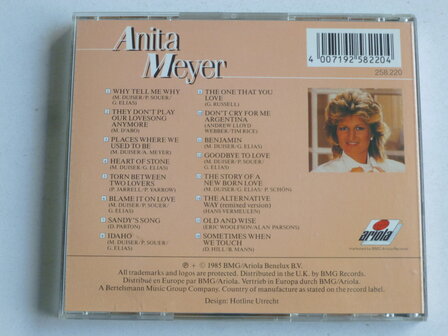 Anita
Meyer
4 007192 582204
258.220
WHY TELL ME WHY
(M. DUISER/P. SOUER/
G. ELIAS)
THEY DON'T PLAY
OUR LOVESONG
ANYMORE
(M. D'ABO)
PLACES WHERE WE
USED TO BE
(M. DUISER/A. MEYER)
HEART OF STONE
(M. DUISER/G. ELIAS)
TORN BETWEEN
TWO LOVERS
(P. JARRELL/P. YARROW)
BLAME IT ON LOVE
(M. DUISER/P. SOUER
G. ELIAS)
SANDY'S SONG
(D. PARTON)
IDAHO
(M. DUISER/P. SOUER/
G. ELIAS)
THE ONE THAT YOU
LOVE
(G. RUSSELL)
DON'T CRY FOR ME
ARGENTINA
(ANDREW LLOYD
WEBBER/TIM RICE)
BENJAMIN
(M. DUISER/G. ELIAS)
GOODBYE TO LOVE
(M. DUISER/P. SOUER/
G. ELIAS)
THE STORY OF A
NEW BORN LOVE
(M. DUISER/G. ELIAS/P. SCHÖN)
THE ALTERNATIVE
WAY (remixed version)
(HANS VERMEULEN)
OLD AND WISE
(ERIC WOOLFSON/ALAN PARSONS)
SOMETIMES WHEN
WE TOUCH
(D. HILL/B. MANN)
ariola
Marketed by BMG/Ariola Records
℗ + © 1985 BMG/Ariola Benelux B.V.
All trademarks and logos are protected. Distributed in the U.K. by BMG Records.
Distribué en Europe par BMG/Ariola. Vertrieb in Europa durch BMG/Ariola.
A Bertelsmann Music Group Company. Country of manufacture as stated on the record label.
Design: Hotline Utrecht